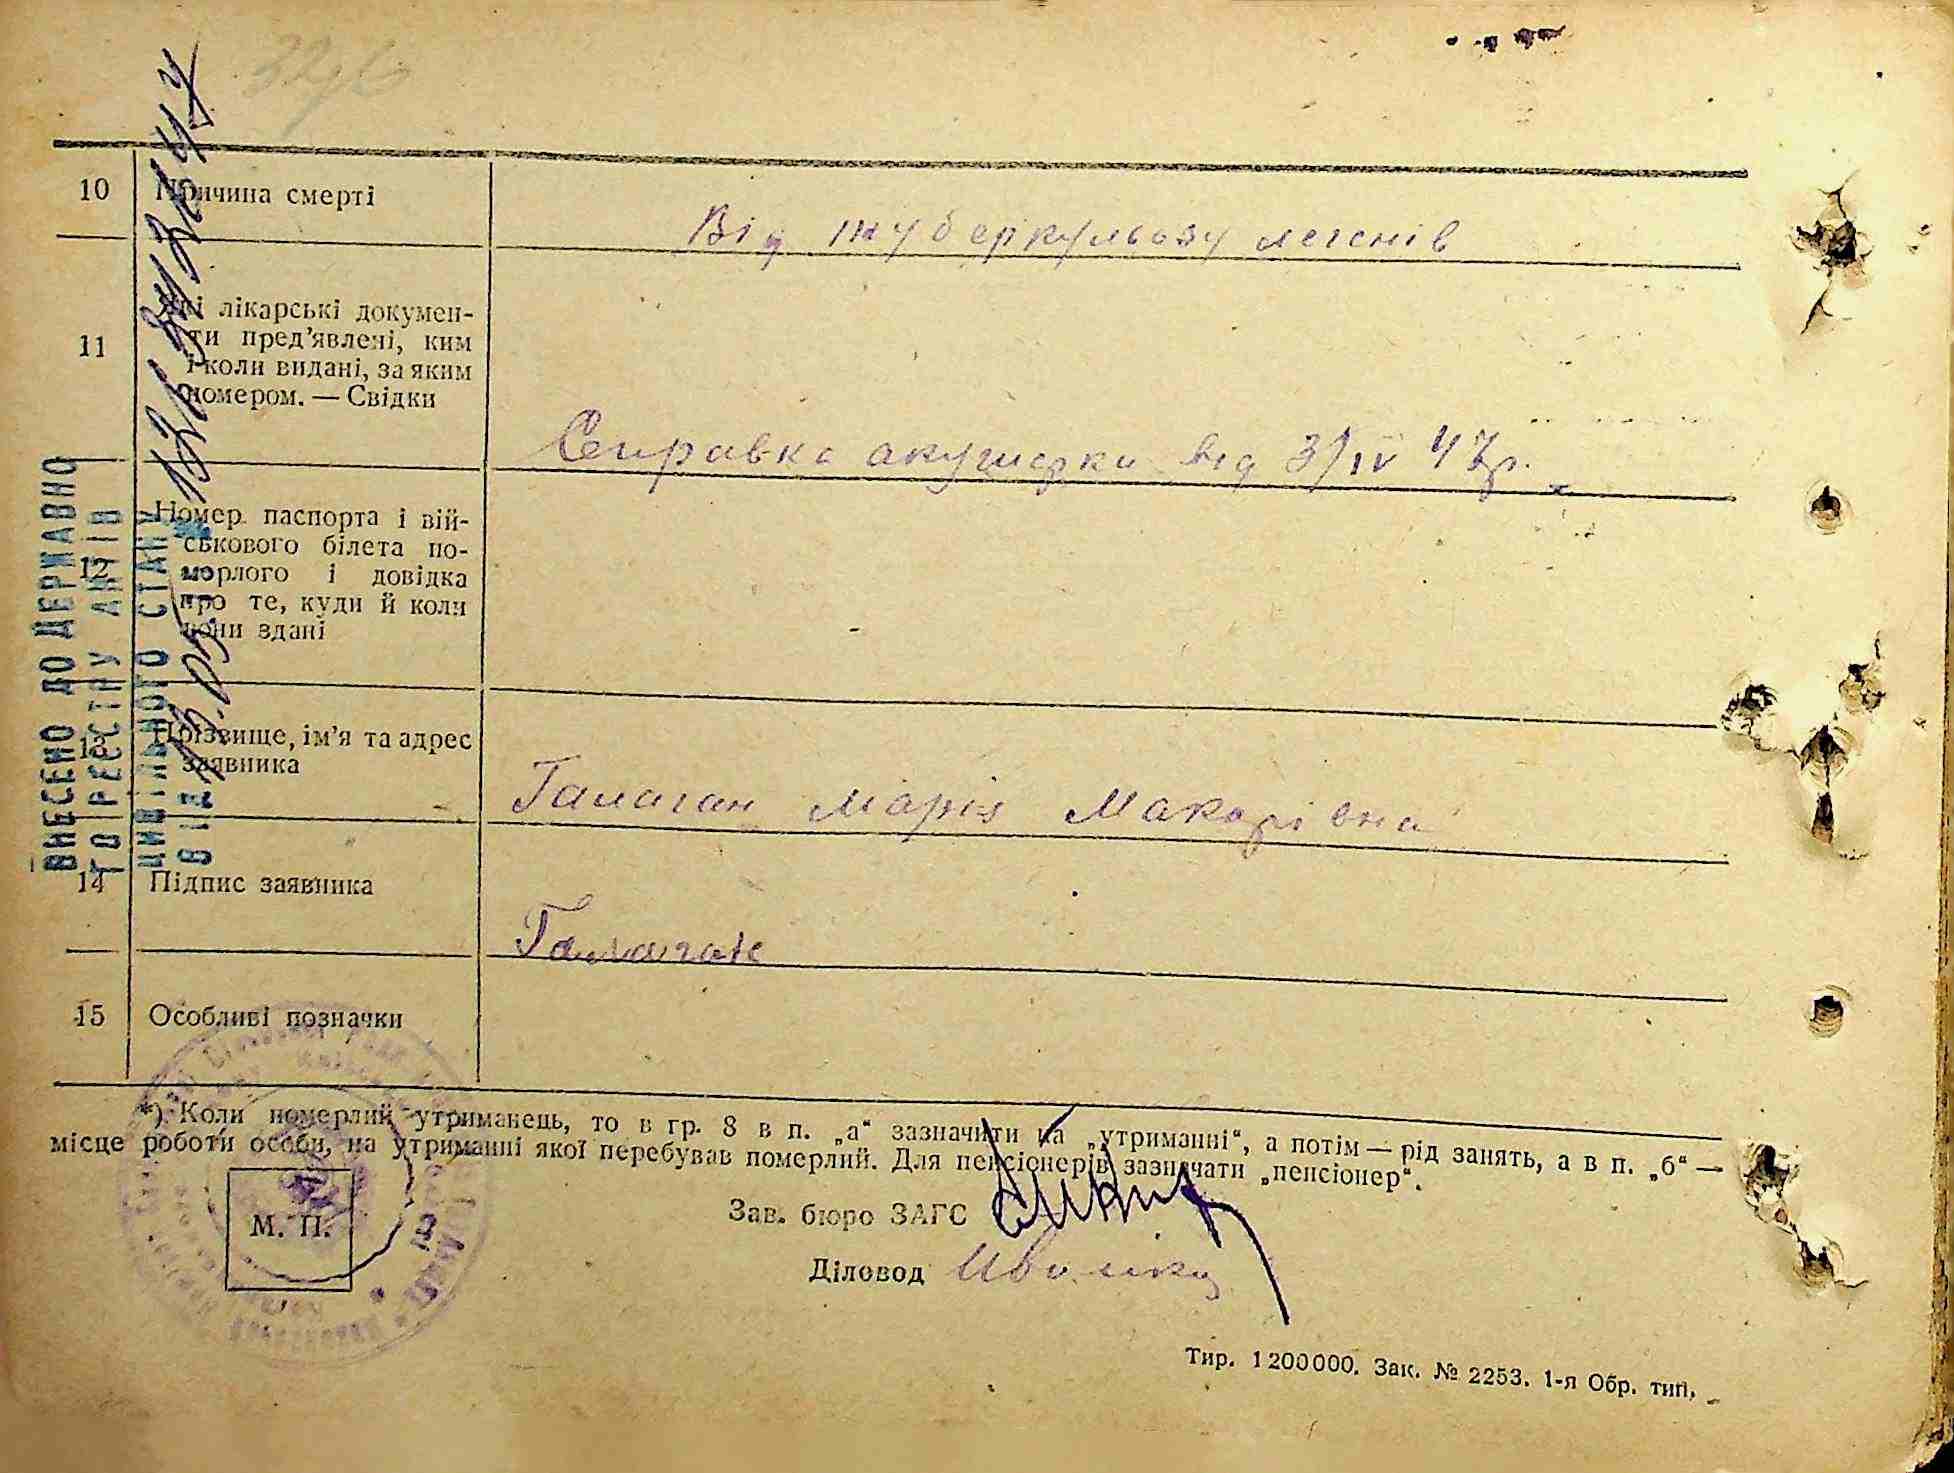 10 Причина смерті
Від туберкульозу легенів
11 Які лікарські докумен-
ти пред'явлені, ким
і коли видані, за яким
номером. — Свідки
Справка акушерки від 3/IV 47р.
12 Номер паспорта і вій-
ськового білета по-
мерлого і довідка
про те, куди й коли
вони здані
13 Прізвище, ім'я та адрес
заявника
Галаган Марія Макарівна
14 Підпис заявника
Галаган
15 Особливі позначки
*) Коли померлий утриманець, то в гр. 8 в п. „а“ зазначити на „утриманні“, а потім — рід занять, а в п. „б“ —
місце роботи особи, на утриманні якої перебував померлий. Для пенсіонерів зазначати „пенсіонер“.
М. П.
Зав. бюро ЗАГС
Діловод
Тир. 1200000. Зак. № 2253. 1-я Обр. тип.
ВНЕСЕНО ДО ДЕРЖАВНО
ГО РЕЄСТРУ АКТІВ
ЦИВІЛЬНОГО СТАНУ